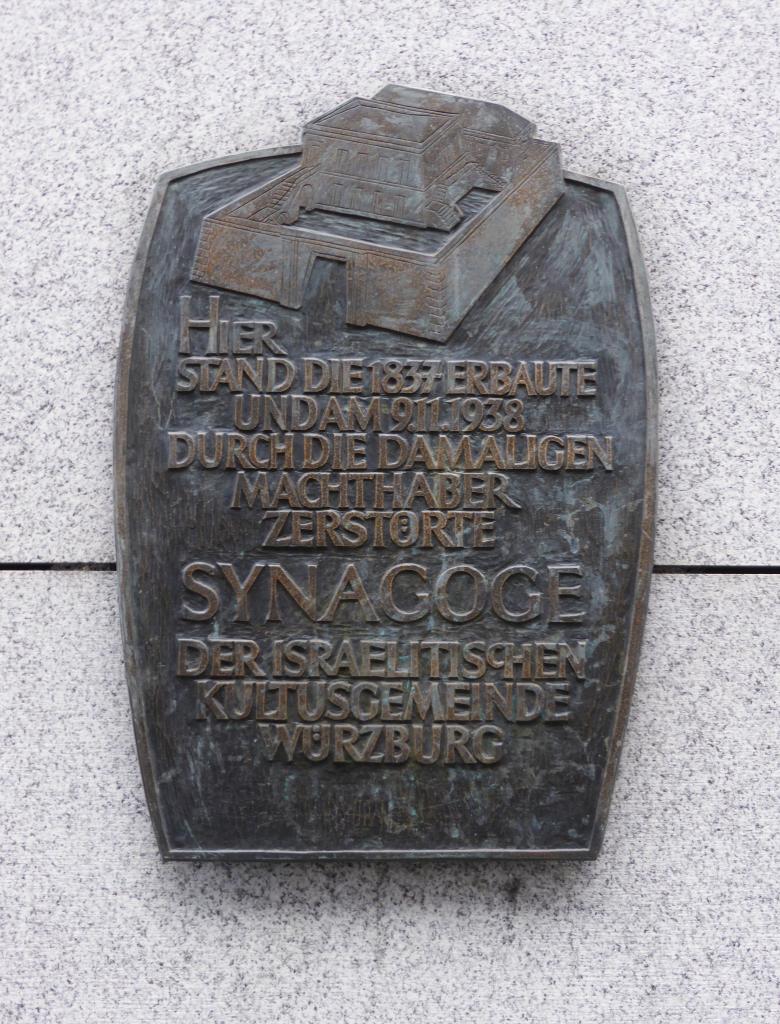 HIER
STAND DIE 1837 ERBAUTE
UND AM 9.11.1938
DURCH DIE DAMALIGEN
MACHTHABER
ZERSTÖRTE
SYNAGOGE
DER ISRAELITISCHEN
KULTUSGEMEINDE
WÜRZBURG